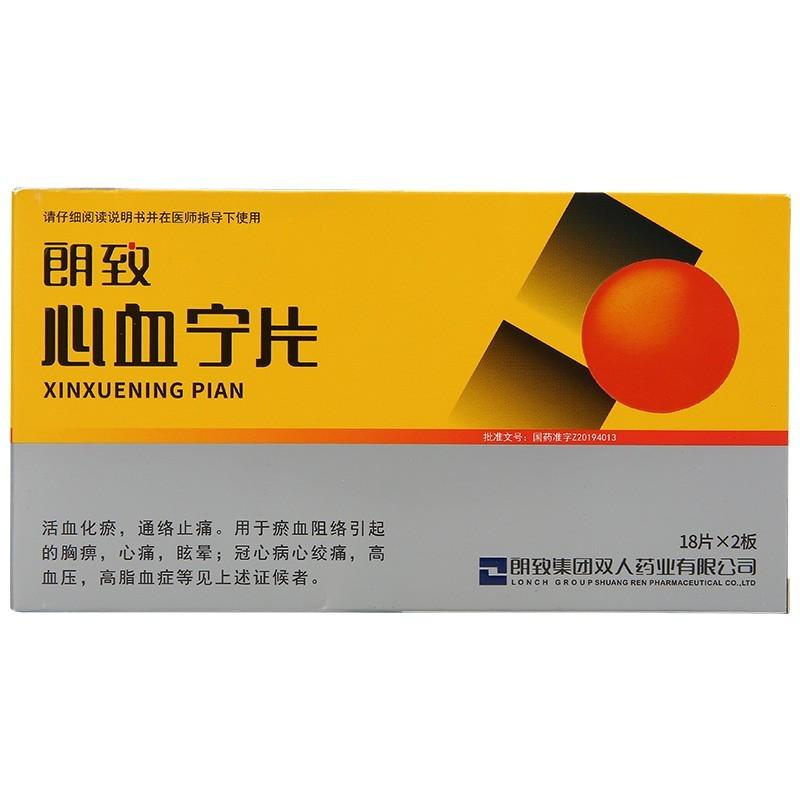 请仔细阅读说明书并在医师指导下使用
朗致
心血宁片
XINXUENING PIAN
批准文号：国药准字Z20194013
活血化瘀，通络止痛。用于瘀血阻络引起
的胸痹，心痛，眩晕；冠心病心绞痛，高
血压，高脂血症等见上述证候者。
18片×2板
朗致集团双人药业有限公司
LONCH GROUP SHUANG REN PHARMACEUTICAL CO.,LTD